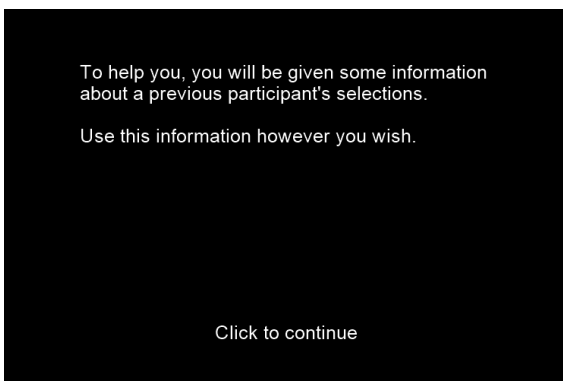 To help you, you will be given some information
about a previous participant's selections.
Use this information however you wish.
Click to continue